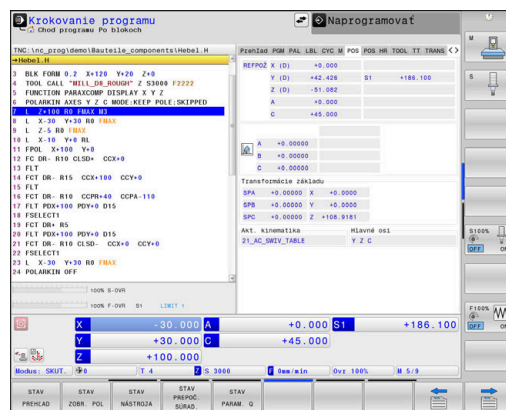 Krokovanie programu
Chod programu Po blokoch
Naprogramovať
TNC:\nc_prog\demo\Bauteile_components\Hebel.H
→Hebel.H
3 BLK FORM 0.2 X+120 Y+20 Z+0
4 TOOL CALL "MILL_D8_ROUGH" Z S3000 F2222
5 FUNCTION PARAXCOMP DISPLAY X Y Z
6 POLARKIN AXES Y Z C MODE:KEEP POLE:SKIPPED
7 L Z+100 R0 FMAX M3
8 L X-30 Y+30 R0 FMAX
9 L Z-5 R0 FMAX
10 L X-10 Y+0 RL
11 FPOL X+100 Y+0
12 FC DR- R10 CLSD+ CCX+0
13 FLT
14 FCT DR- R15 CCX+100 CCY+0
15 FLT
16 FCT DR- R10 CCPR+40 CCPA-110
17 FLT PDX+100 PDY+0 D15
18 FSELECT1
19 FCT DR+ R5
20 FLT PDX+100 PDY+0 D15
21 FCT DR- R10 CLSD- CCX+0 CCY+0
22 FSELECT1
23 L X-30 Y+30 R0 FMAX
24 POLARKIN OFF
100% S-OVR
100% F-OVR S1 LIMIT 1
Prehlad PGM PAL LBL CYC M POS POS HR TOOL TT TRANS
REFPOZ X (D) +0.000
Y (D) +42.426 S1 +186.100
Z (D) -51.082
A +0.000
C +45.000
A +0.00000
B +0.00000
C +0.00000
Transformácie základu
SPA +0.00000 X +0.0000
SPB +0.00000 Y +0.0000
SPC +0.00000 Z +108.9181
Akt. kinematika Hlavné osi
21_AC_SWIV_TABLE Y Z C
X -30.000 A +0.000 S1 +186.100
Y +30.000 C +45.000
Z +100.000
Modus: SKUT. 0 T 4 Z S 3000 F 0mm/min Ovr 100% M 5/9
STAV PREHĽAD
STAV ZOBR. POL
STAV NÁSTROJA
STAV PREPOČ. SÚRAD.
STAV PARAM. Q
M
S
S100%
OFF ON
F100%
OFF ON